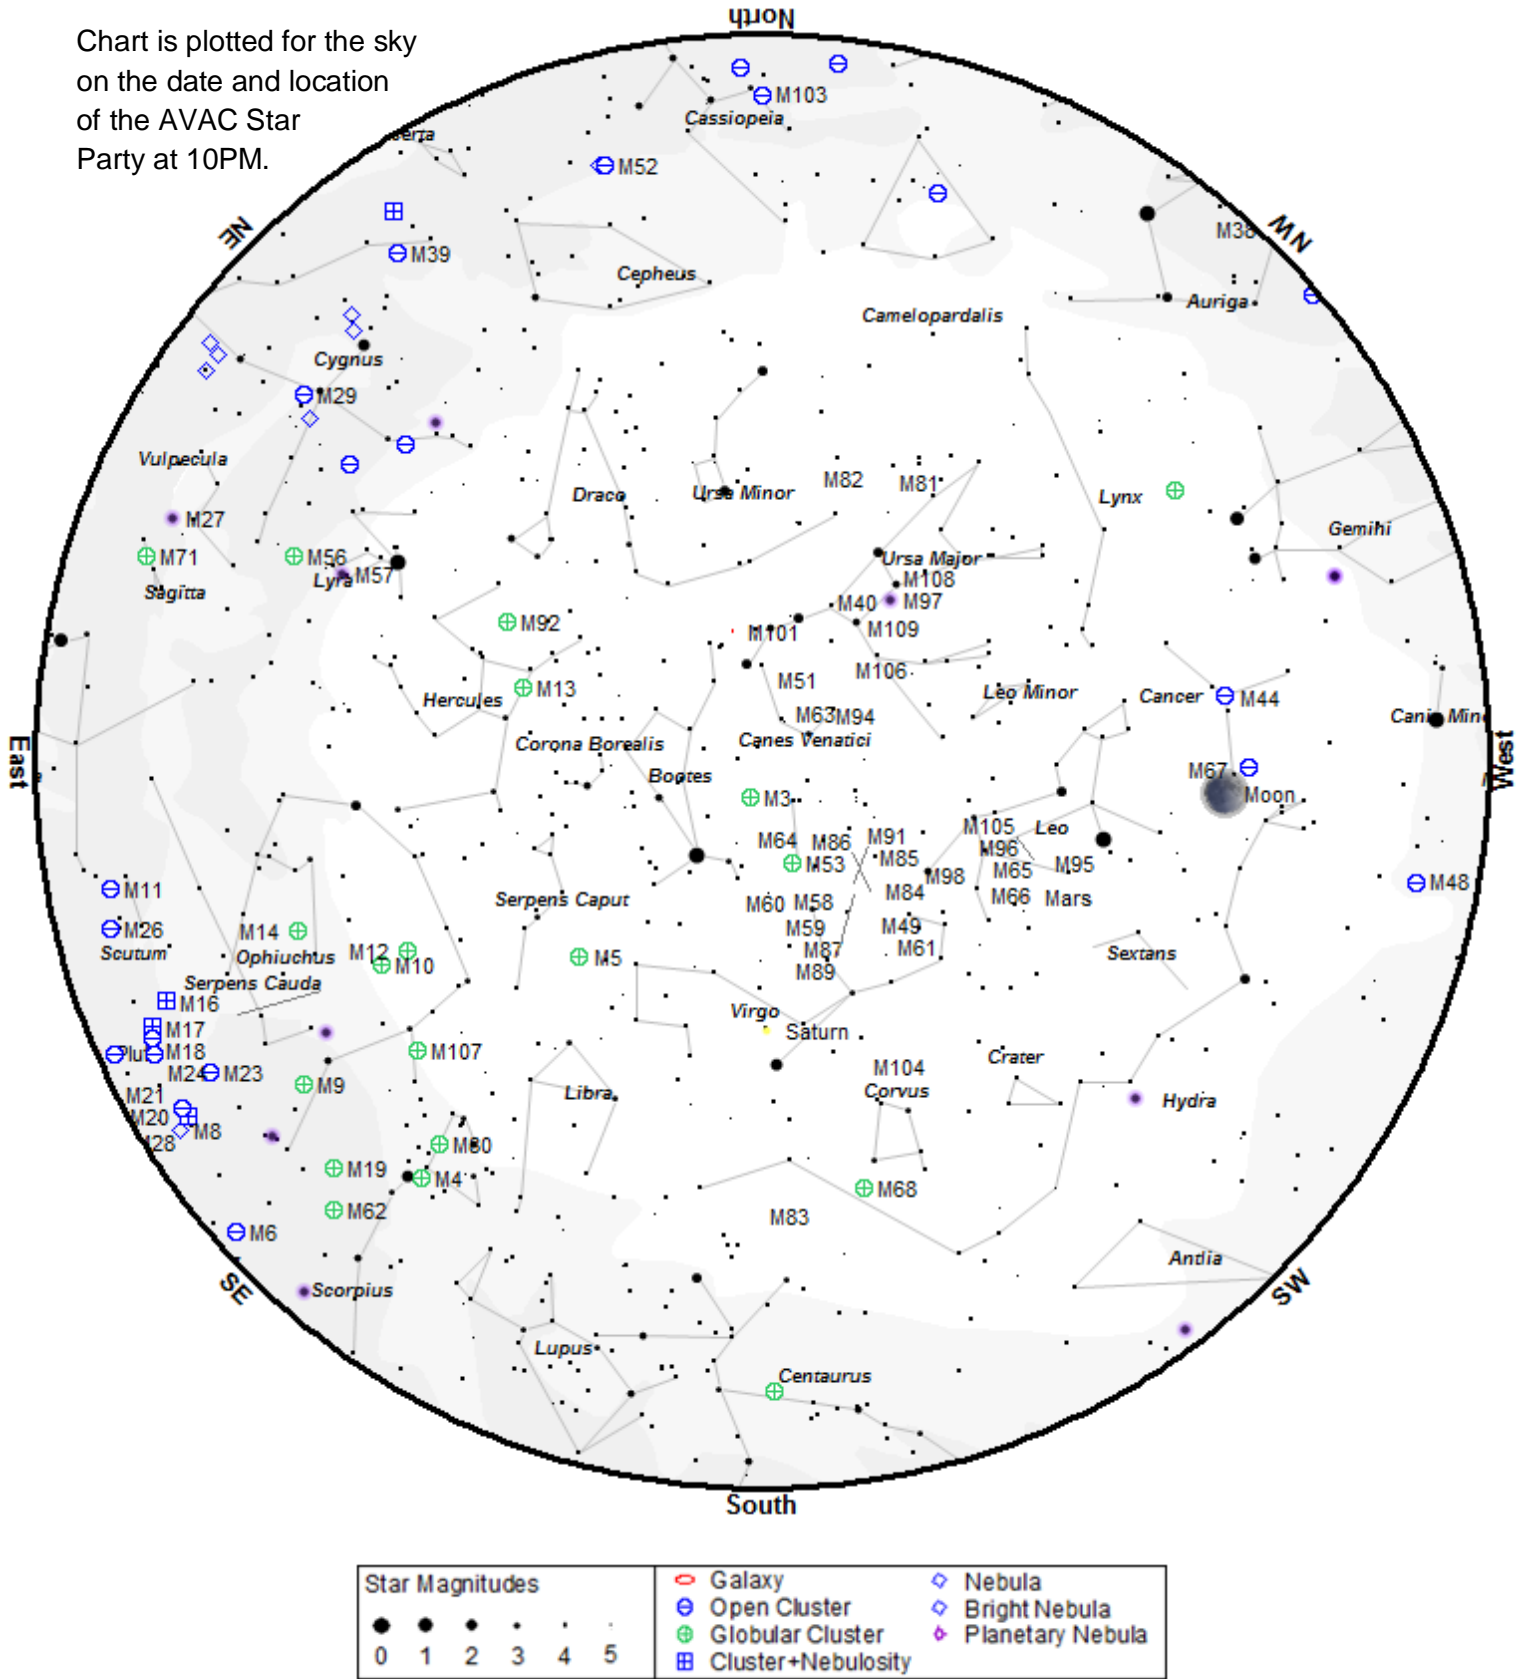 North
Chart is plotted for the sky
on the date and location
of the AVAC Star
Party at 10PM.
M103
Cassiopeia
M52
NE
NW
M38
M39
Cepheus
Auriga
Camelopardalis
Cygnus
M29
Vulpecula
M82
M81
Draco
Ursa Minor
Lynx
M27
Gemini
M71
M56
Ursa Major
Lyra
M57
M108
Sagitta
M40
M97
M92
M101
M109
M106
M51
Hercules
M13
Leo Minor
Cancer
M44
M63
M94
Canis Min
Corona Borealis
Canes Venatici
East
West
Bootes
M67
M3
Moon
M105
Leo
M64
M86
M91
M96
M85
M53
M65
M95
M98
M11
M84
M48
Serpens Caput
M60
M58
M66
Mars
M26
M14
M59
M49
Scutum
Ophiuchus
M12
M10
M5
M87
M61
Sextans
Serpens Cauda
M89
M16
Virgo
M17
Saturn
Plut
M18
M107
Crater
M24
M23
M104
M9
Libra
Corvus
M21
Hydra
M20
M8
M28
M80
M19
M4
M68
M62
M83
M6
Antlia
SE
SW
Scorpius
Lupus
Centaurus
South
Star Magnitudes
0 1 2 3 4 5
Galaxy
Open Cluster
Globular Cluster
Cluster+Nebulosity
Nebula
Bright Nebula
Planetary Nebula